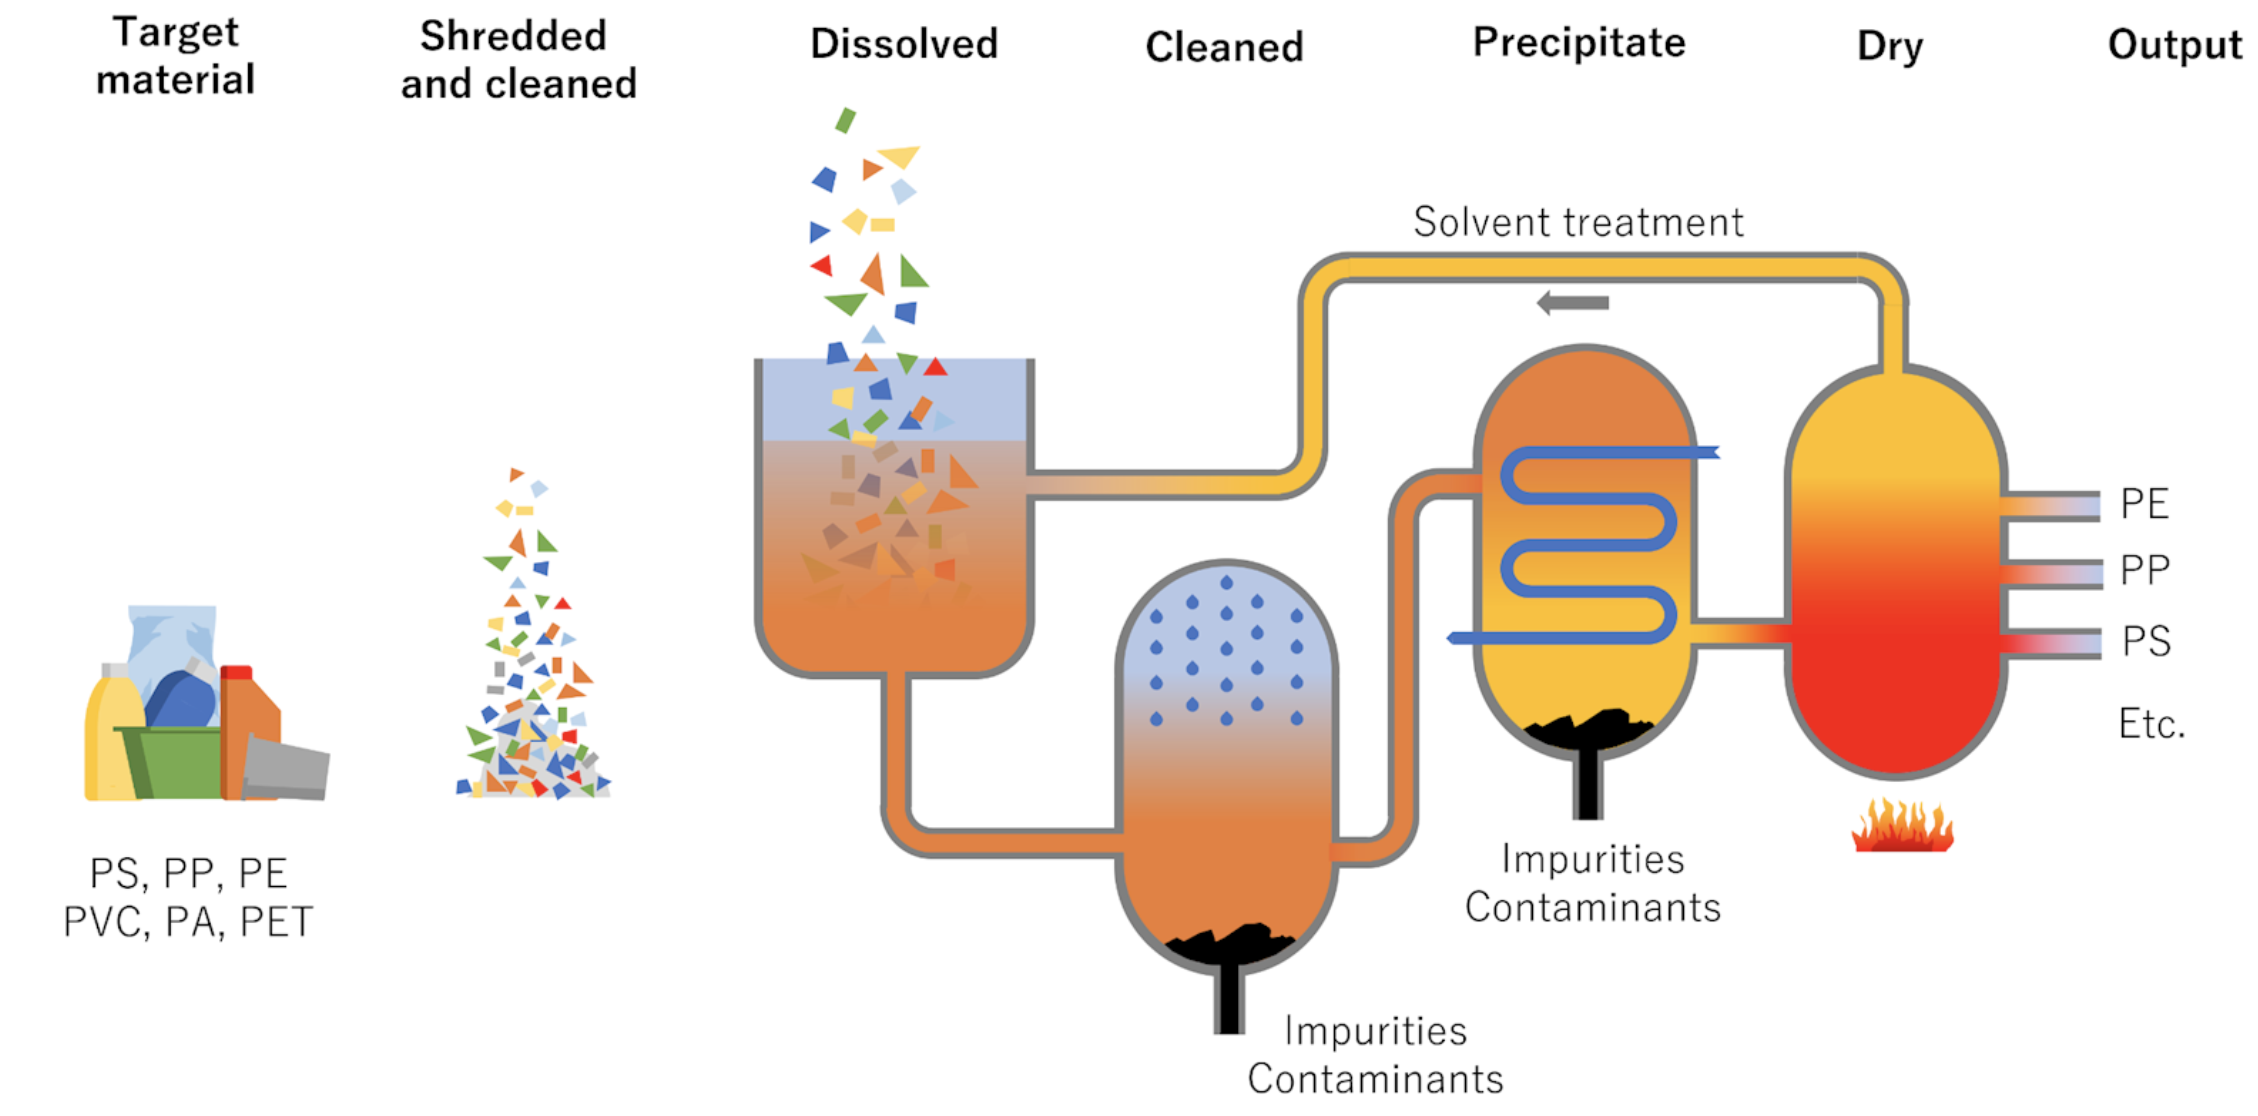 Target
material
Shredded
and cleaned
Dissolved
Cleaned
Precipitate
Dry
Output
Solvent treatment
PE
PP
PS
Etc.
PS, PP, PE
PVC, PA, PET
Impurities
Contaminants
Impurities
Contaminants